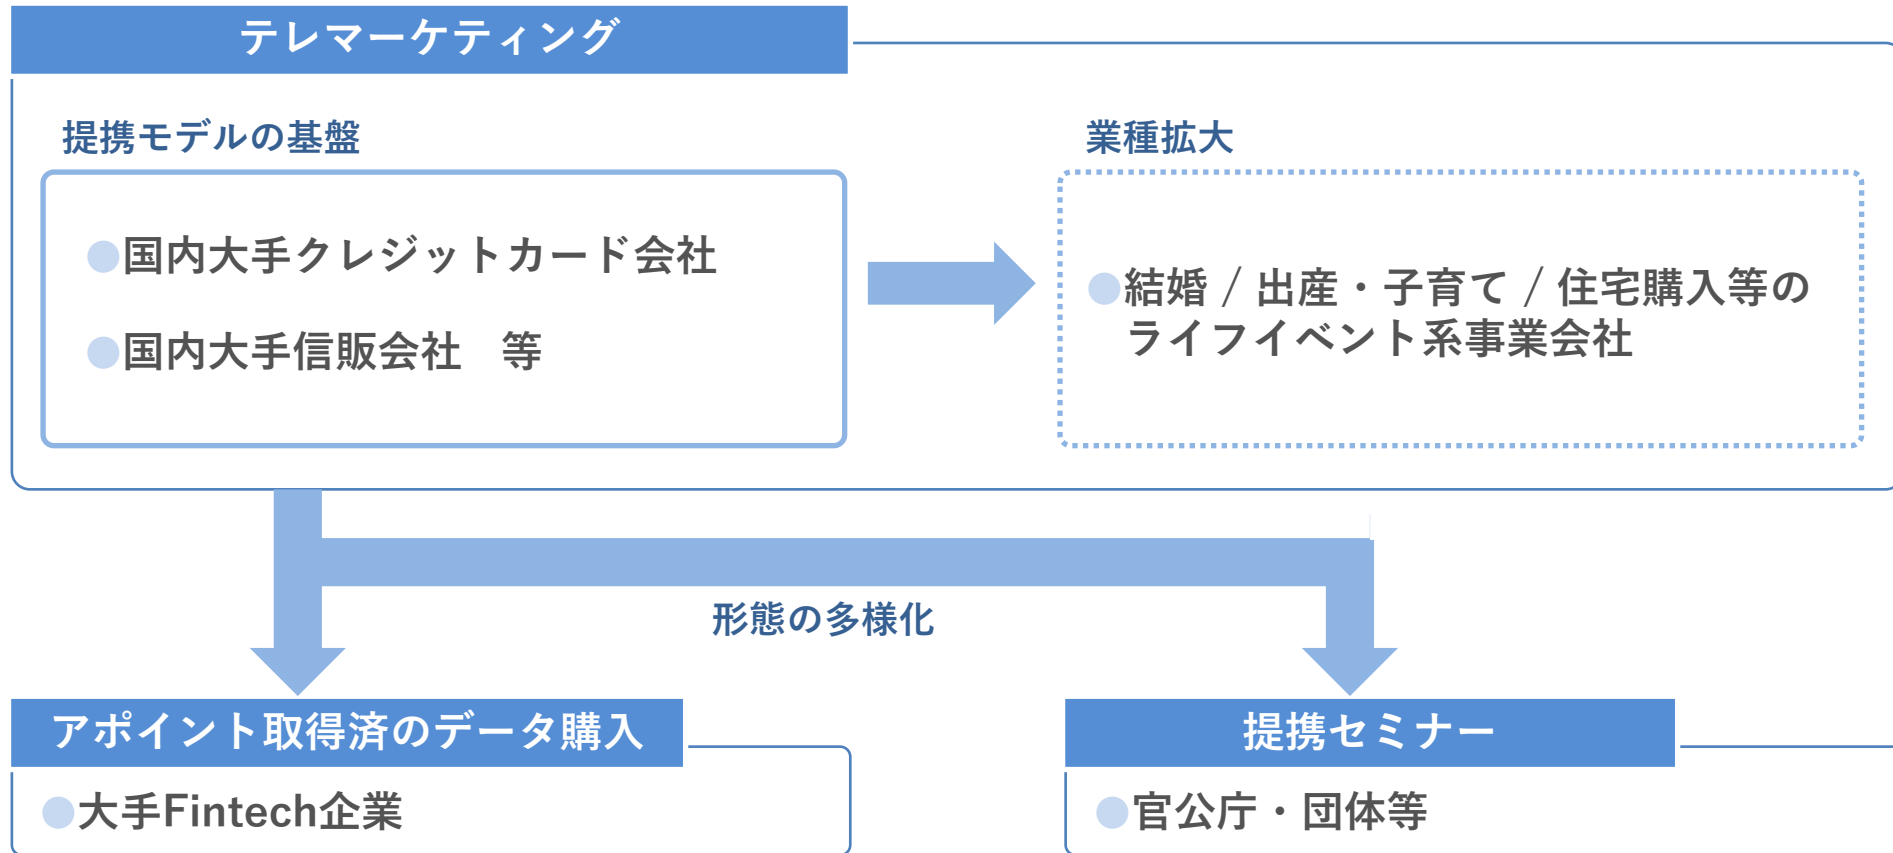 テレマーケティング
提携モデルの基盤
●国内大手クレジットカード会社
●国内大手信販会社　等
業種拡大
●結婚 / 出産・子育て / 住宅購入等の
ライフイベント系事業会社
形態の多様化
アポイント取得済のデータ購入
●大手Fintech企業
提携セミナー
●官公庁・団体等